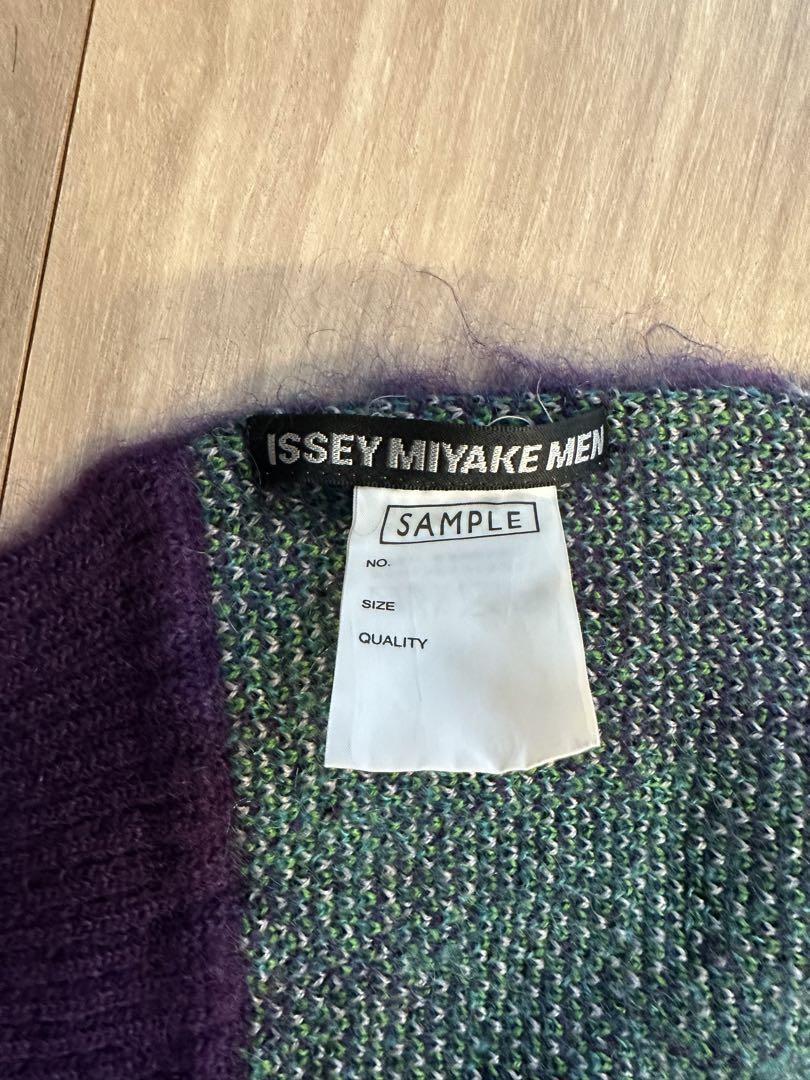 ISSEY MIYAKE MEN
SAMPLE
NO.
SIZE
QUALITY